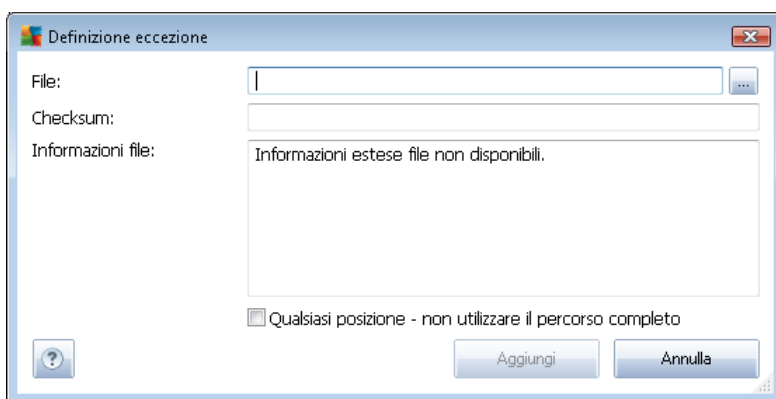 Definizione eccezione
File:
...
Checksum:
Informazioni file:
Informazioni estese file non disponibili.
Qualsiasi posizione - non utilizzare il percorso completo
?
Aggiungi
Annulla